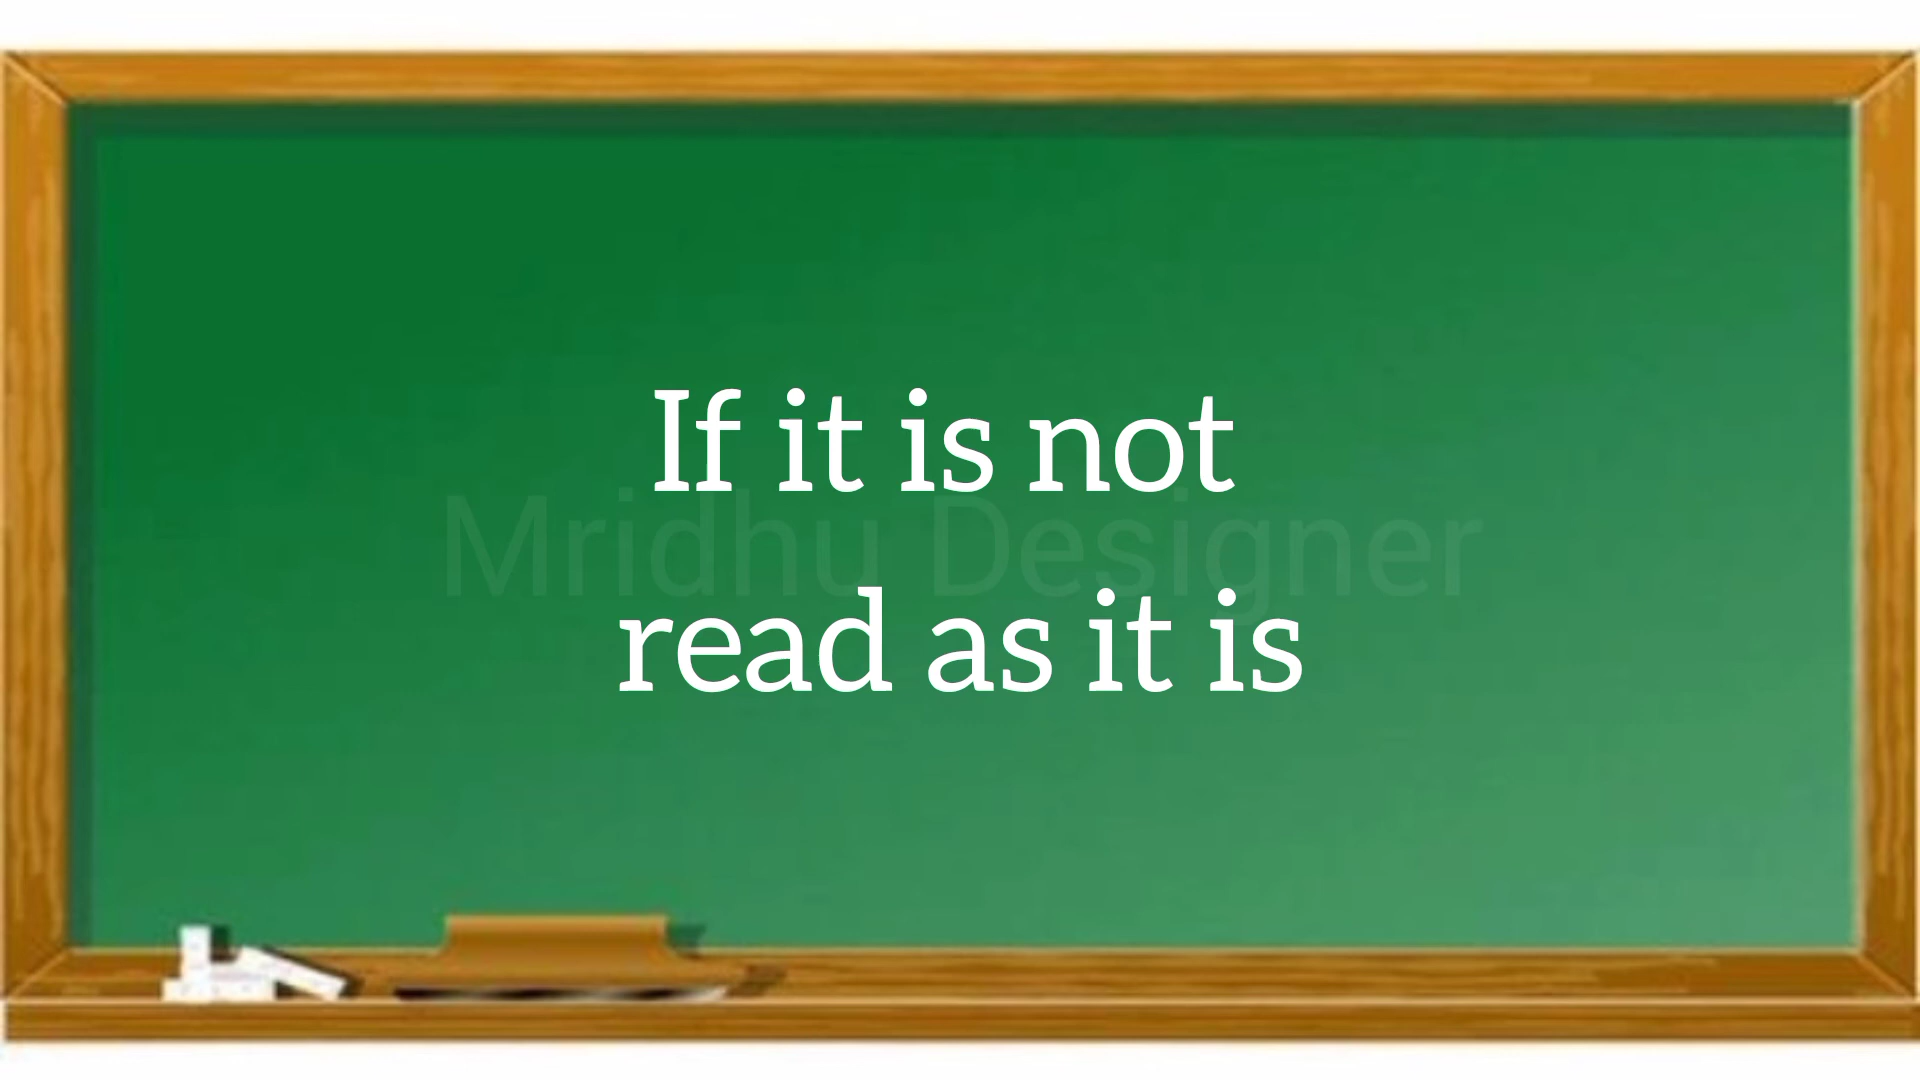 If it is not
Mridhu Designer
read as it is